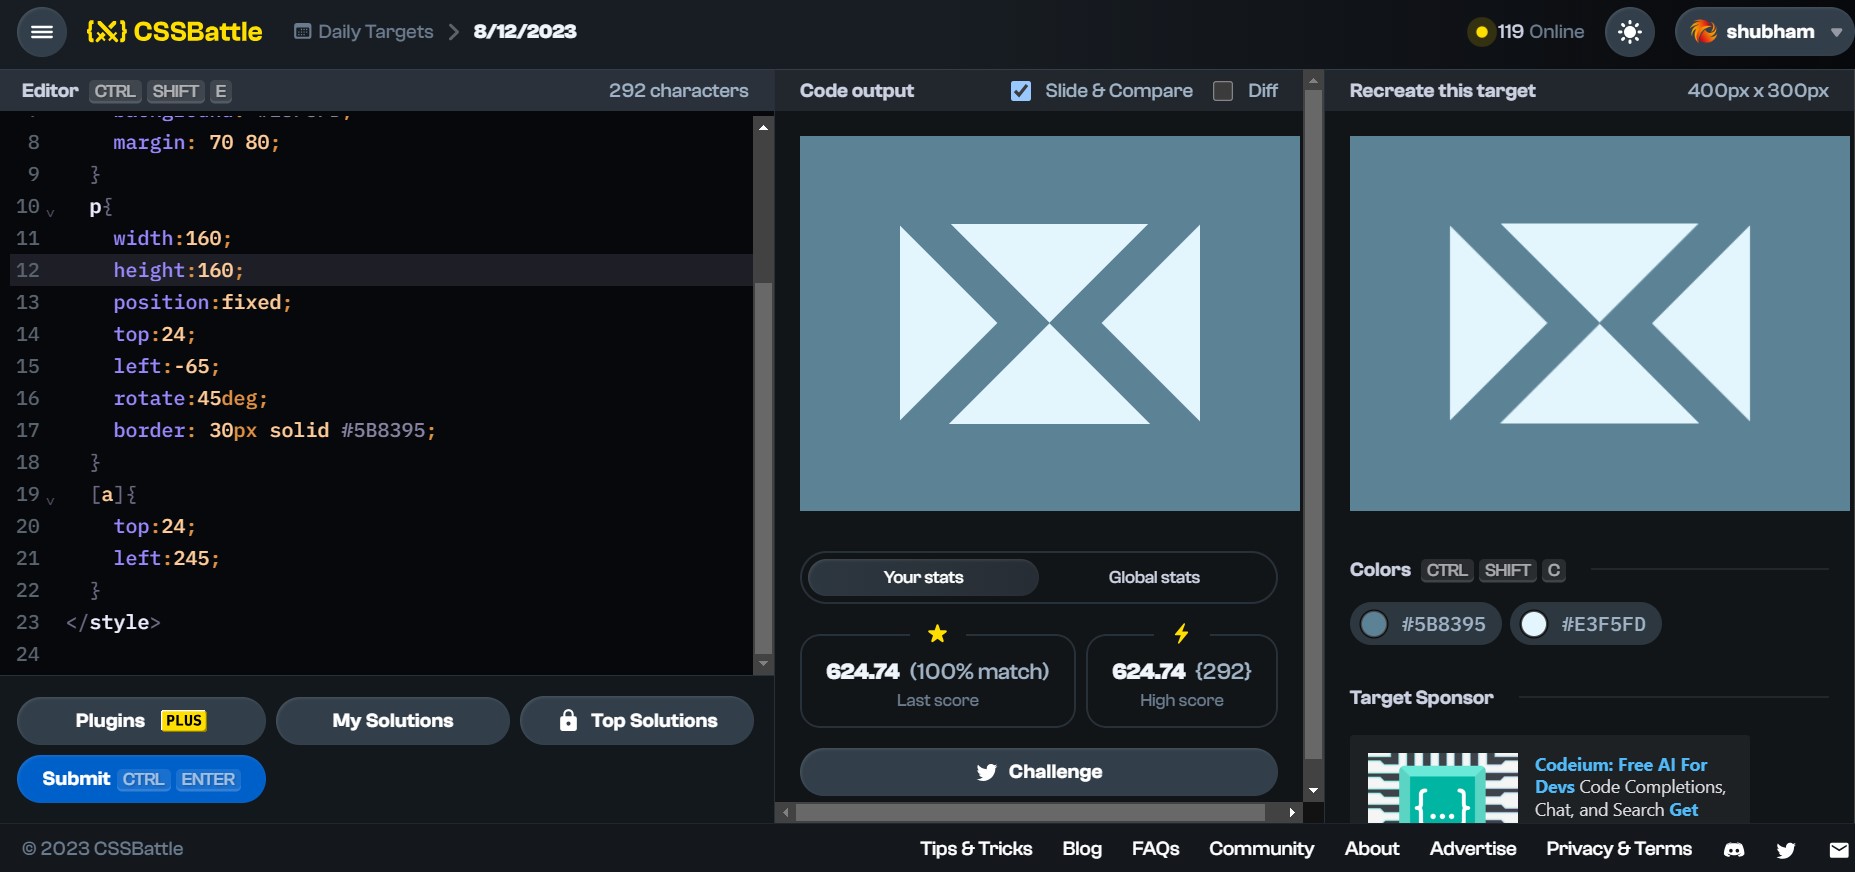 CSSBattle
Daily Targets
8/12/2023
119 Online
shubham
Editor CTRL SHIFT E
292 characters
8 margin: 70 80;
9 }
10 p{
11 width:160;
12 height:160;
13 position:fixed;
14 top:24;
15 left:-65;
16 rotate:45deg;
17 border: 30px solid #5B8395;
18 }
19 [a]{
20 top:24;
21 left:245;
22 }
23 </style>
24
Plugins PLUS
My Solutions
Top Solutions
Submit CTRL ENTER
Code output
Slide & Compare
Diff
Your stats
Global stats
624.74 (100% match)
Last score
624.74 {292}
High score
Challenge
Recreate this target
400px x 300px
Colors CTRL SHIFT C
#5B8395
#E3F5FD
Target Sponsor
{...}
Codeium: Free AI For
Devs Code Completions,
Chat, and Search Get
© 2023 CSSBattle
Tips & Tricks
Blog
FAQs
Community
About
Advertise
Privacy & Terms